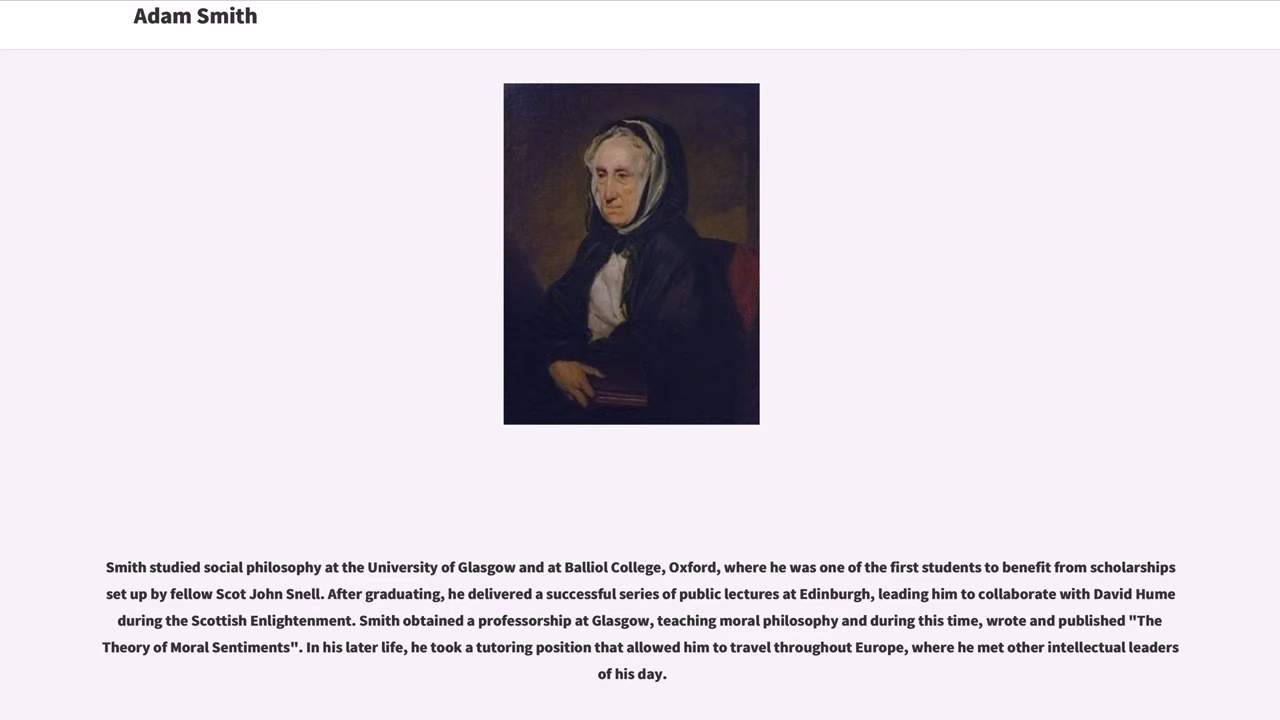 Adam Smith
Smith studied social philosophy at the University of Glasgow and at Balliol College, Oxford, where he was one of the first students to benefit from scholarships
set up by fellow Scot John Snell. After graduating, he delivered a successful series of public lectures at Edinburgh, leading him to collaborate with David Hume
during the Scottish Enlightenment. Smith obtained a professorship at Glasgow, teaching moral philosophy and during this time, wrote and published "The
Theory of Moral Sentiments". In his later life, he took a tutoring position that allowed him to travel throughout Europe, where he met other intellectual leaders
of his day.